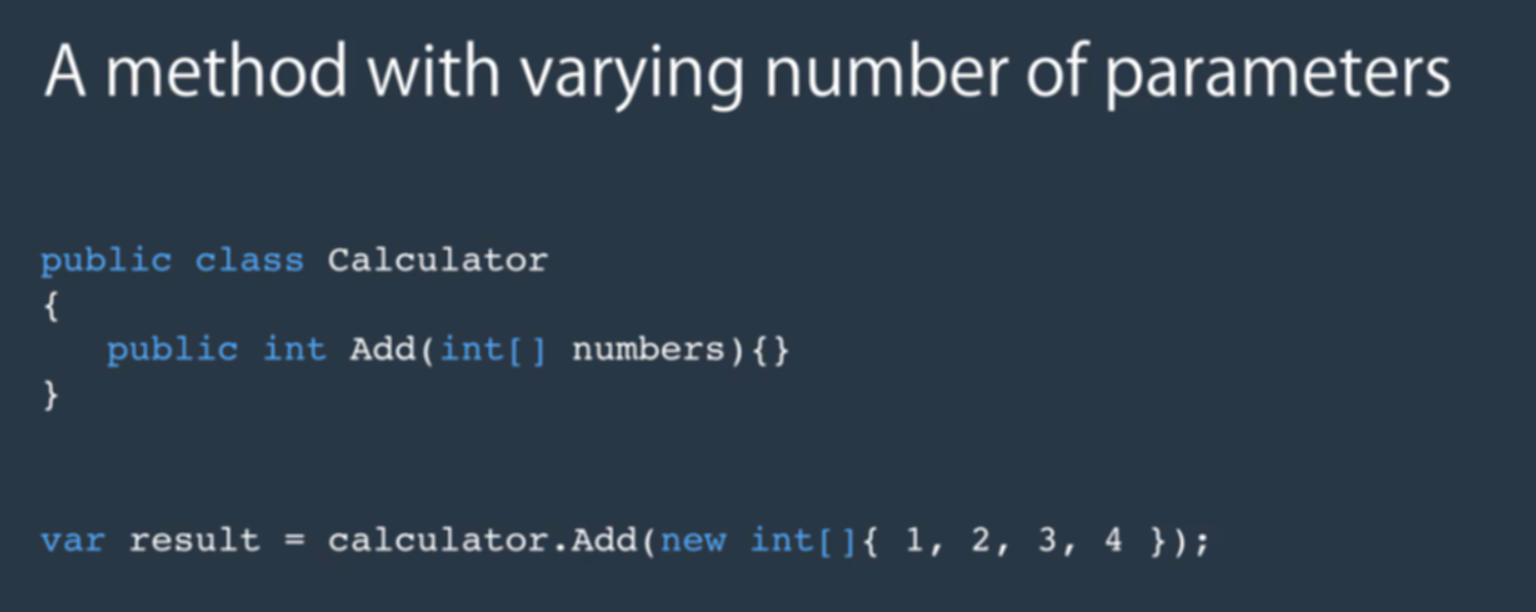 A method with varying number of parameters
public class Calculator
{
public int Add(int[] numbers){}
}
var result = calculator.Add(new int[]{ 1, 2, 3, 4 });